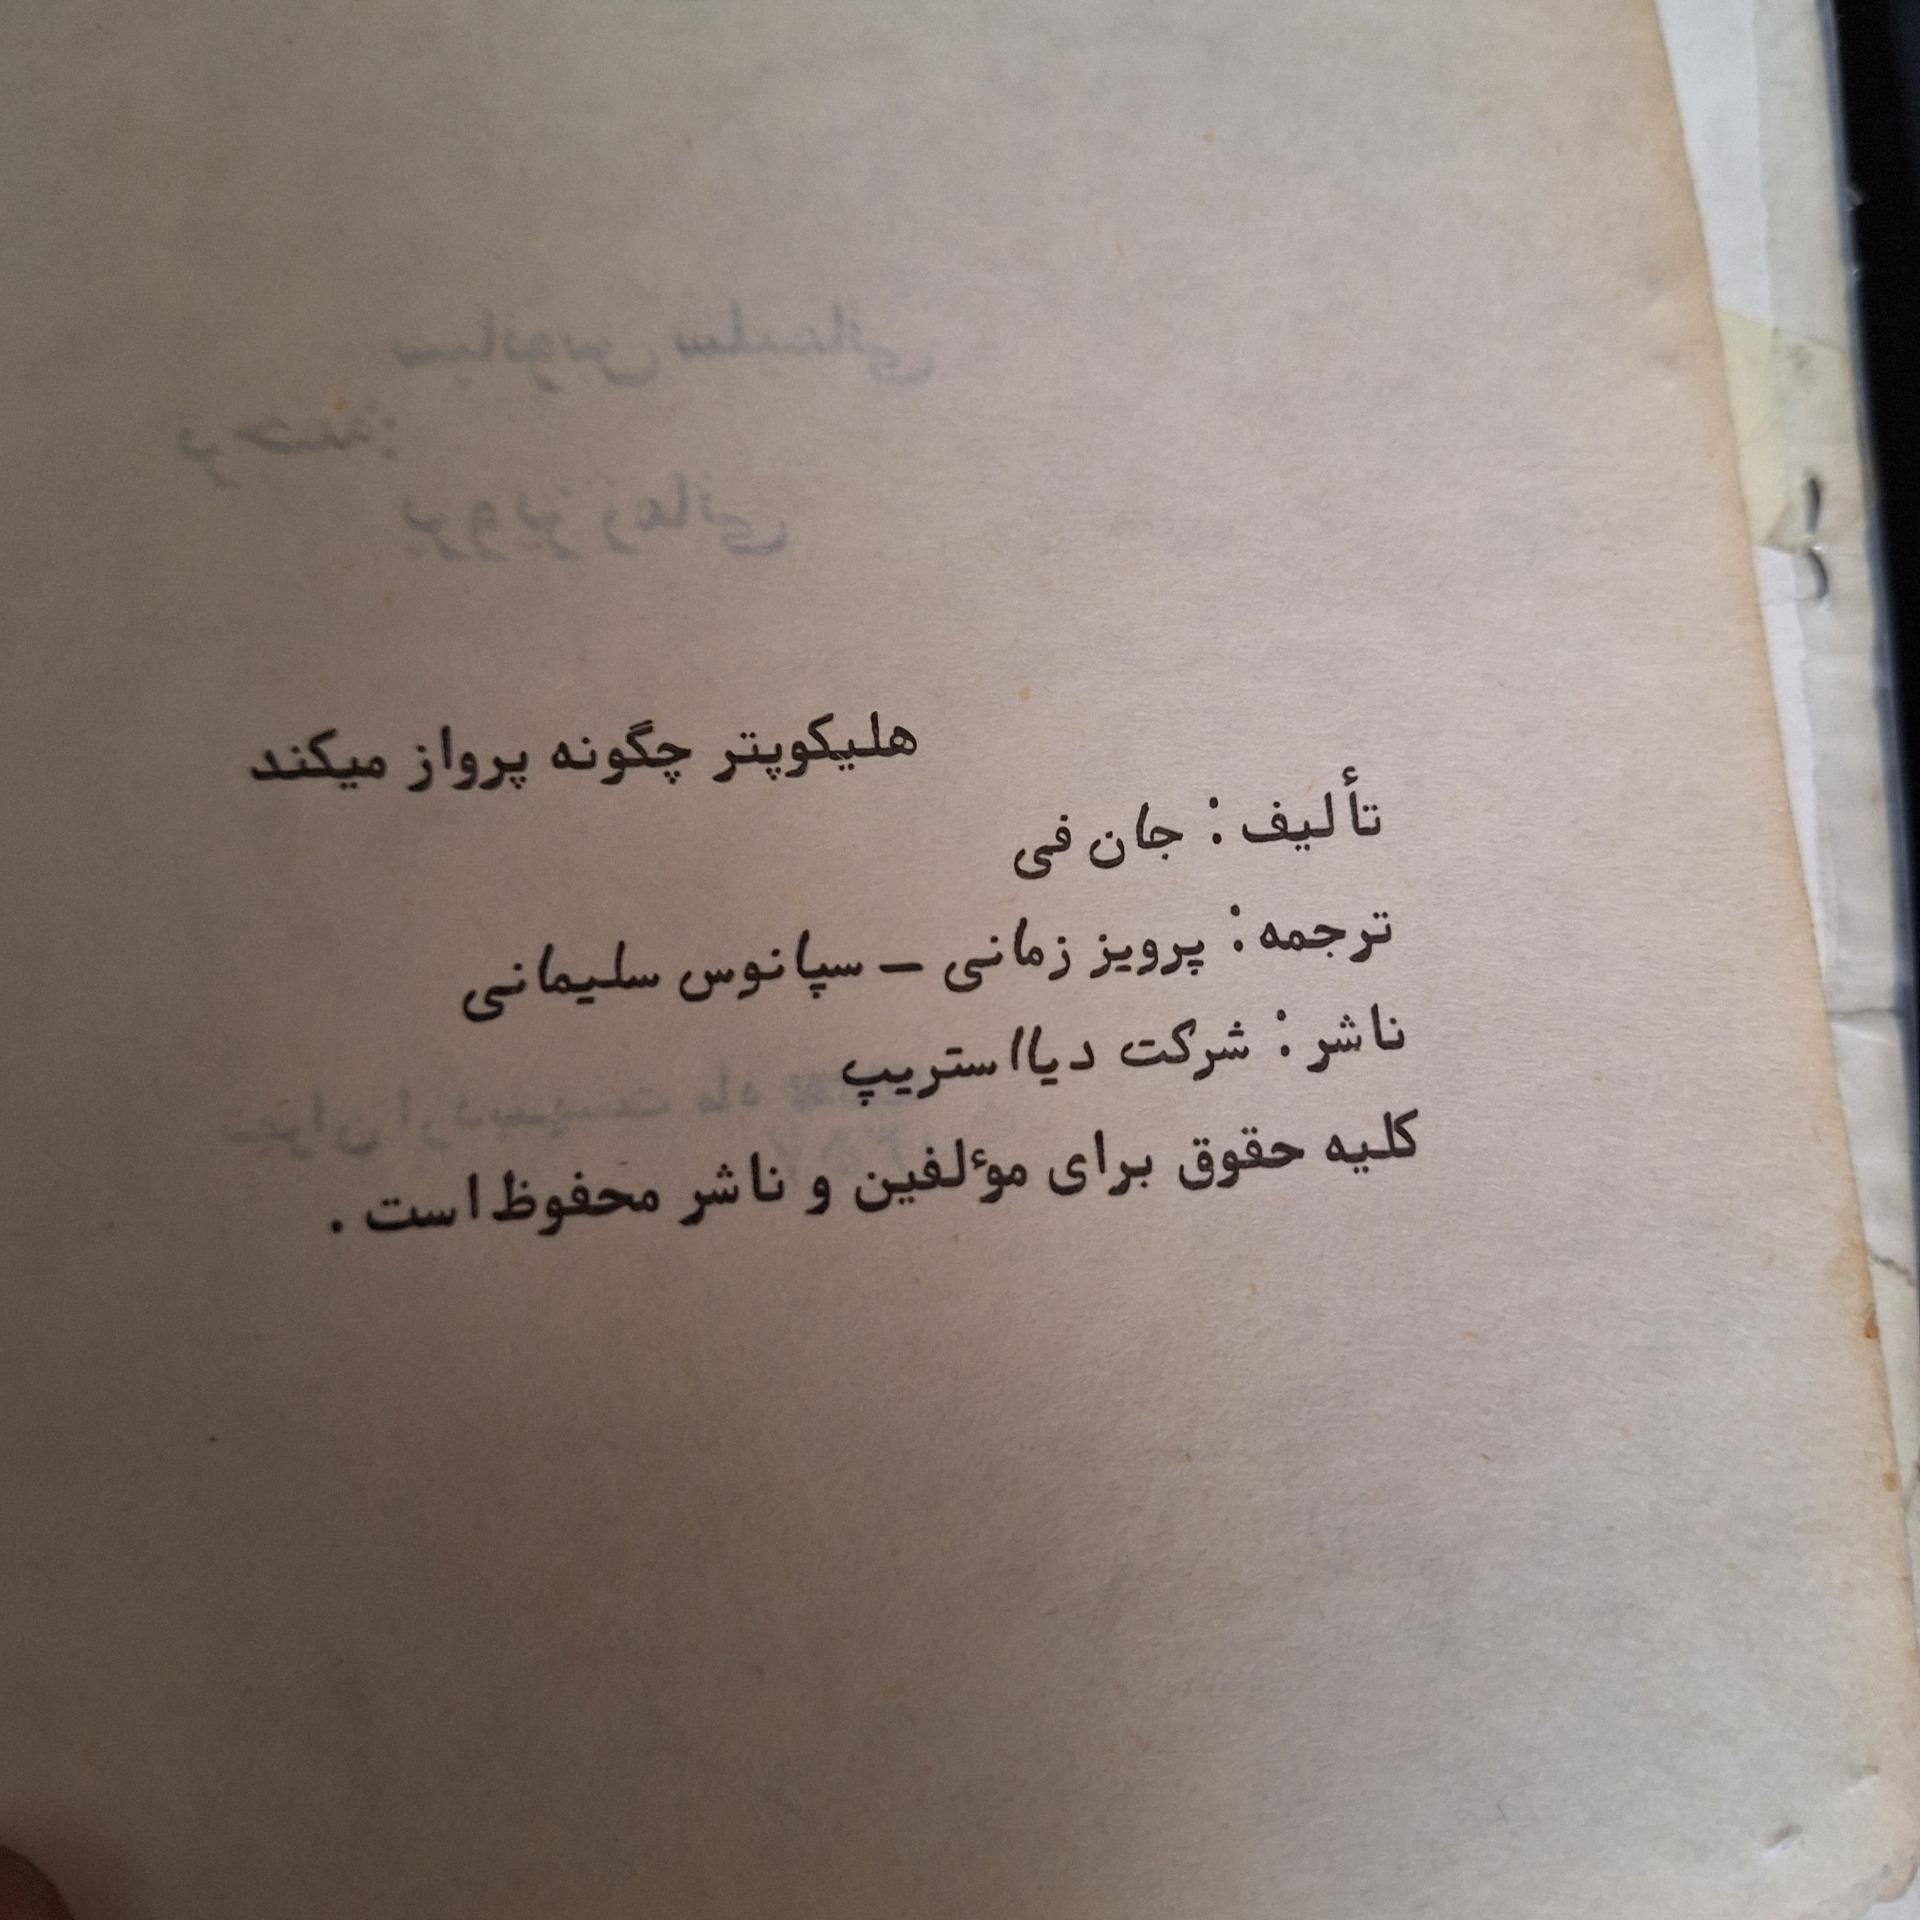 هلیکوپتر چگونه پرواز میکند
تألیف : جان فی
ترجمه : پرویز زمانی – سپانوس سلیمانی
ناشر : شرکت دیااستریپ
کلیه حقوق برای مؤلفین و ناشر محفوظ است .